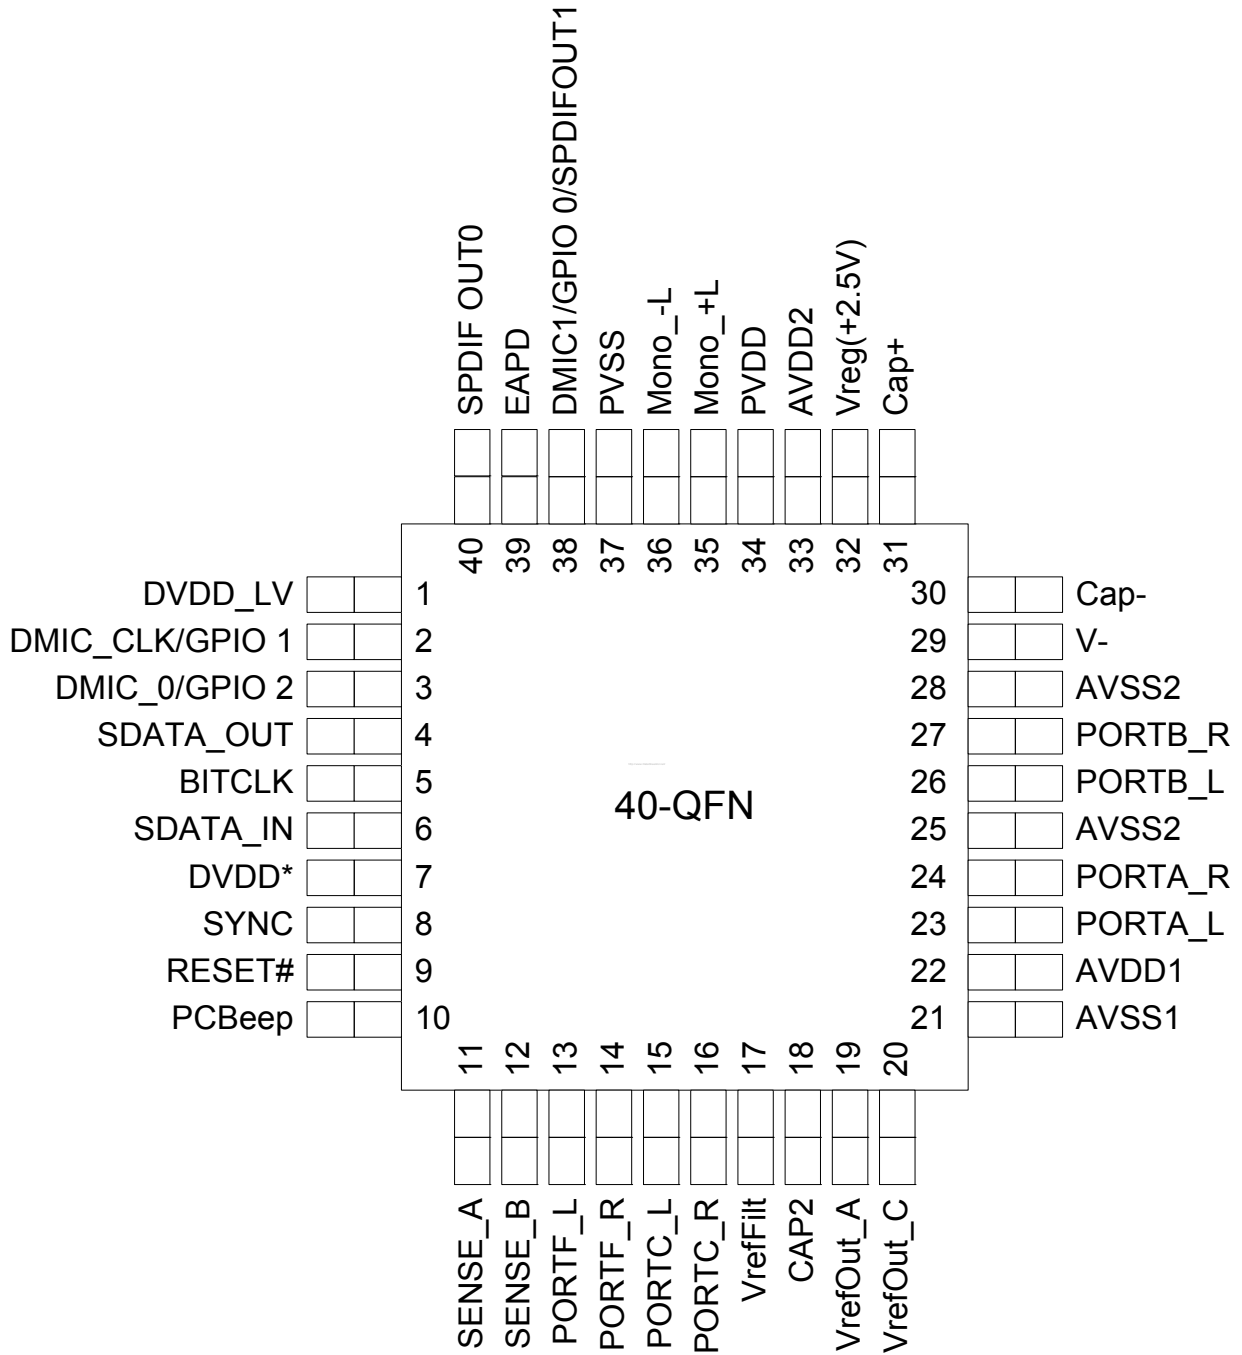 SPDIF OUT0
EAPD
DMIC1/GPIO 0/SPDIFOUT1
PVSS
Mono_-L
Mono_+L
PVDD
AVDD2
Vreg(+2.5V)
Cap+
40
39
38
37
36
35
34
33
32
31
DVDD_LV 1
DMIC_CLK/GPIO 1 2
DMIC_0/GPIO 2 3
SDATA_OUT 4
BITCLK 5
SDATA_IN 6
DVDD* 7
SYNC 8
RESET# 9
PCBeep 10
40-QFN
30 Cap-
29 V-
28 AVSS2
27 PORTB_R
26 PORTB_L
25 AVSS2
24 PORTA_R
23 PORTA_L
22 AVDD1
21 AVSS1
11
12
13
14
15
16
17
18
19
20
SENSE_A
SENSE_B
PORTF_L
PORTF_R
PORTC_L
PORTC_R
VrefFilt
CAP2
VrefOut_A
VrefOut_C